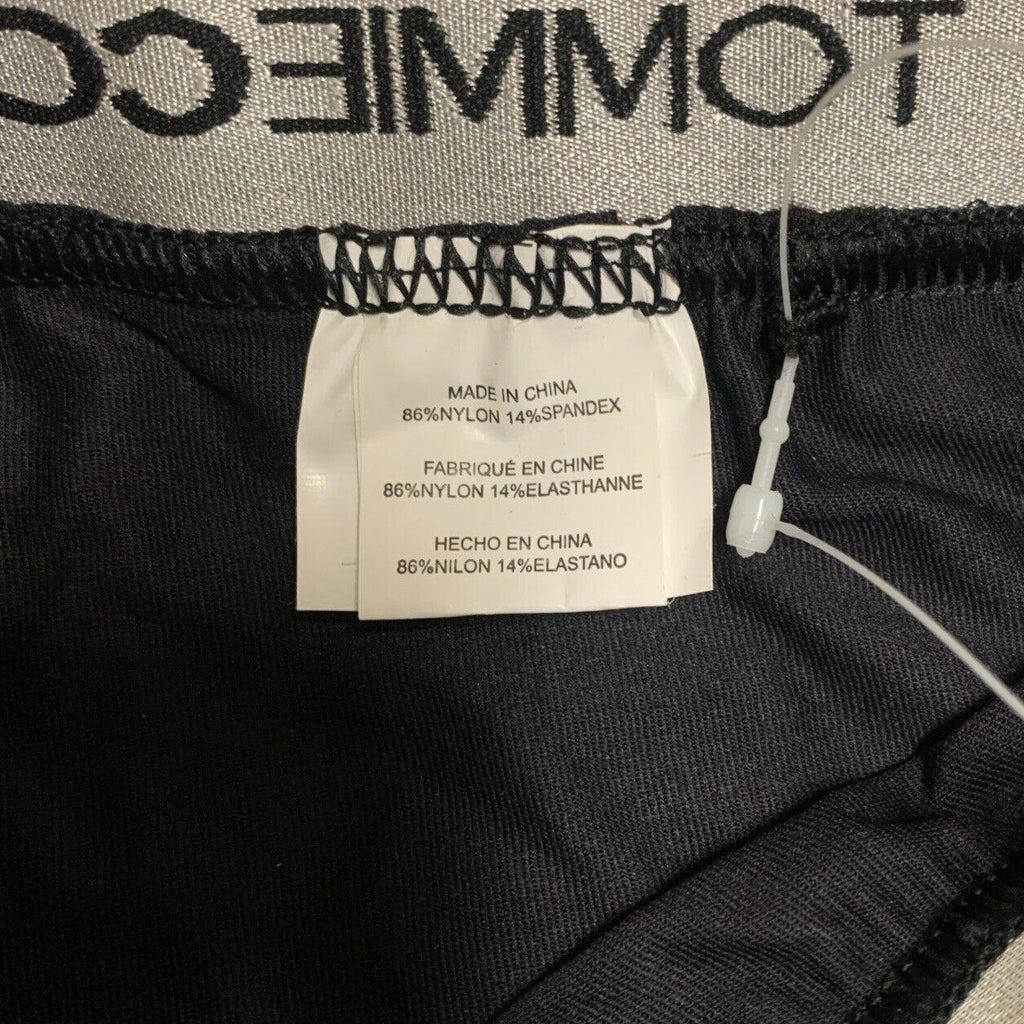 TOMMIE CO
MADE IN CHINA
86%NYLON 14%SPANDEX
FABRIQUÉ EN CHINE
86%NYLON 14%ELASTHANNE
HECHO EN CHINA
86%NILON 14%ELASTANO